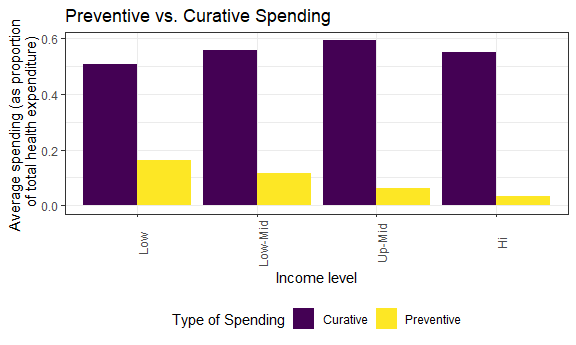 Preventive vs. Curative Spending
Average spending (as proportion
of total health expenditure)
0.6
0.4
0.2
0.0
Low
Low-Mid
Up-Mid
Hi
Income level
Type of Spending Curative Preventive